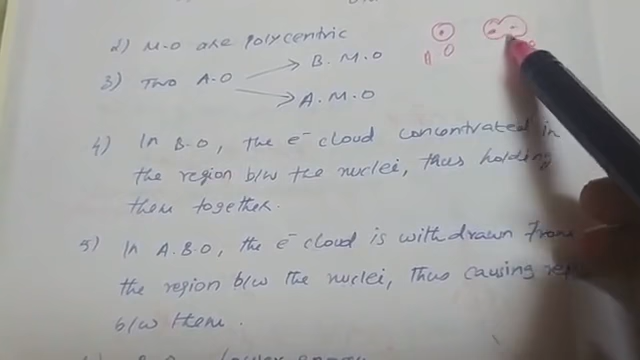 2) M.O are polycentric
3) Two A.O → B.M.O
→ A.M.O
4) In B.O, the e⁻ cloud concentrated in
the region b/w the nuclei, thus holding
them together.
5) In A.B.O, the e⁻ cloud is withdrawn from
the region b/w the nuclei, Thus causing
b/w them.